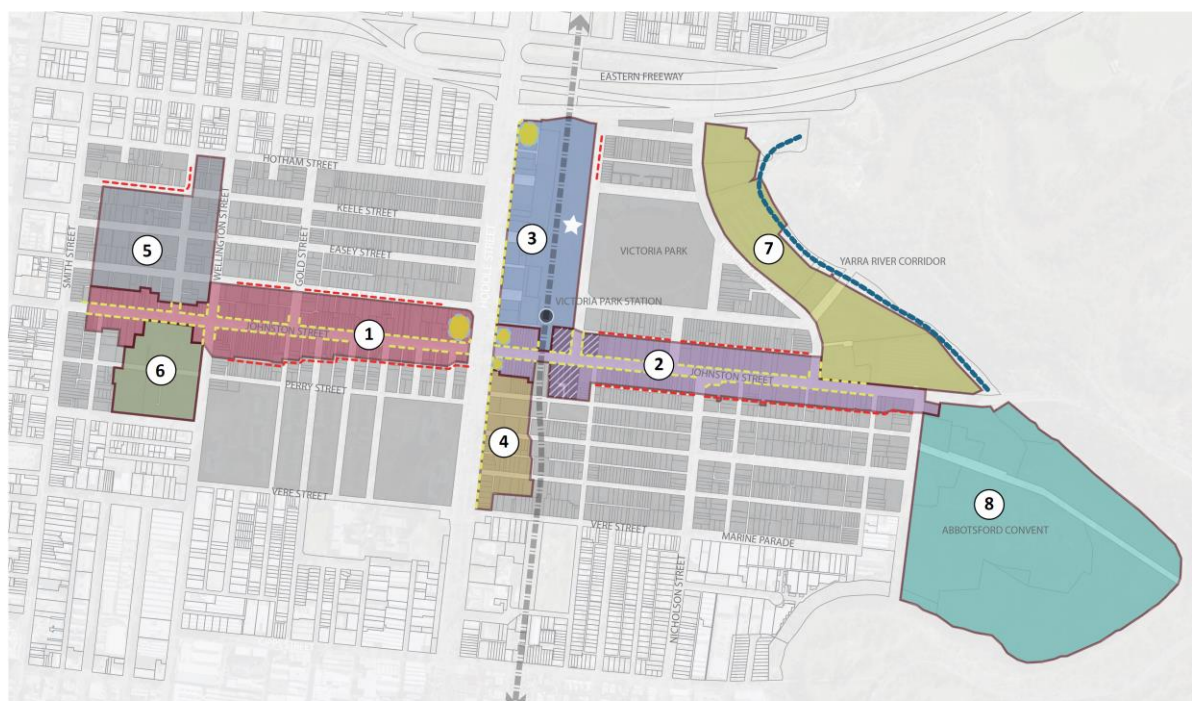 EASTERN FREEWAY
HOTHAM STREET
KEELE STREET
EASEY STREET
SMITH STREET
WELLINGTON STREET
GOLD STREET
5
3
VICTORIA PARK
7
YARRA RIVER CORRIDOR
VICTORIA PARK STATION
JOHNSTON STREET
1
2
JOHNSTON STREET
6
PERRY STREET
4
VERE STREET
8
ABBOTSFORD CONVENT
VERE STREET
MARINE PARADE
NICHOLSON STREET